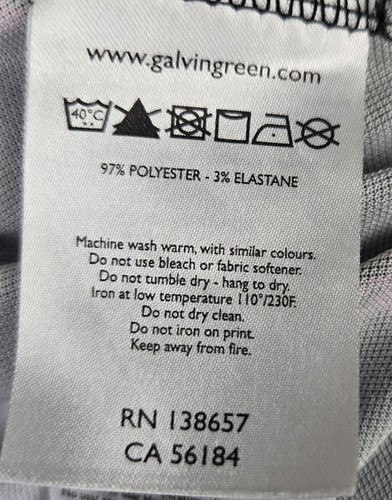 www.galvingreen.com
40°C
97% POLYESTER - 3% ELASTANE
Machine wash warm, with similar colours.
Do not use bleach or fabric softener.
Do not tumble dry - hang to dry.
Iron at low temperature 110°/230F.
Do not dry clean.
Do not iron on print.
Keep away from fire.
RN 138657
CA 56184